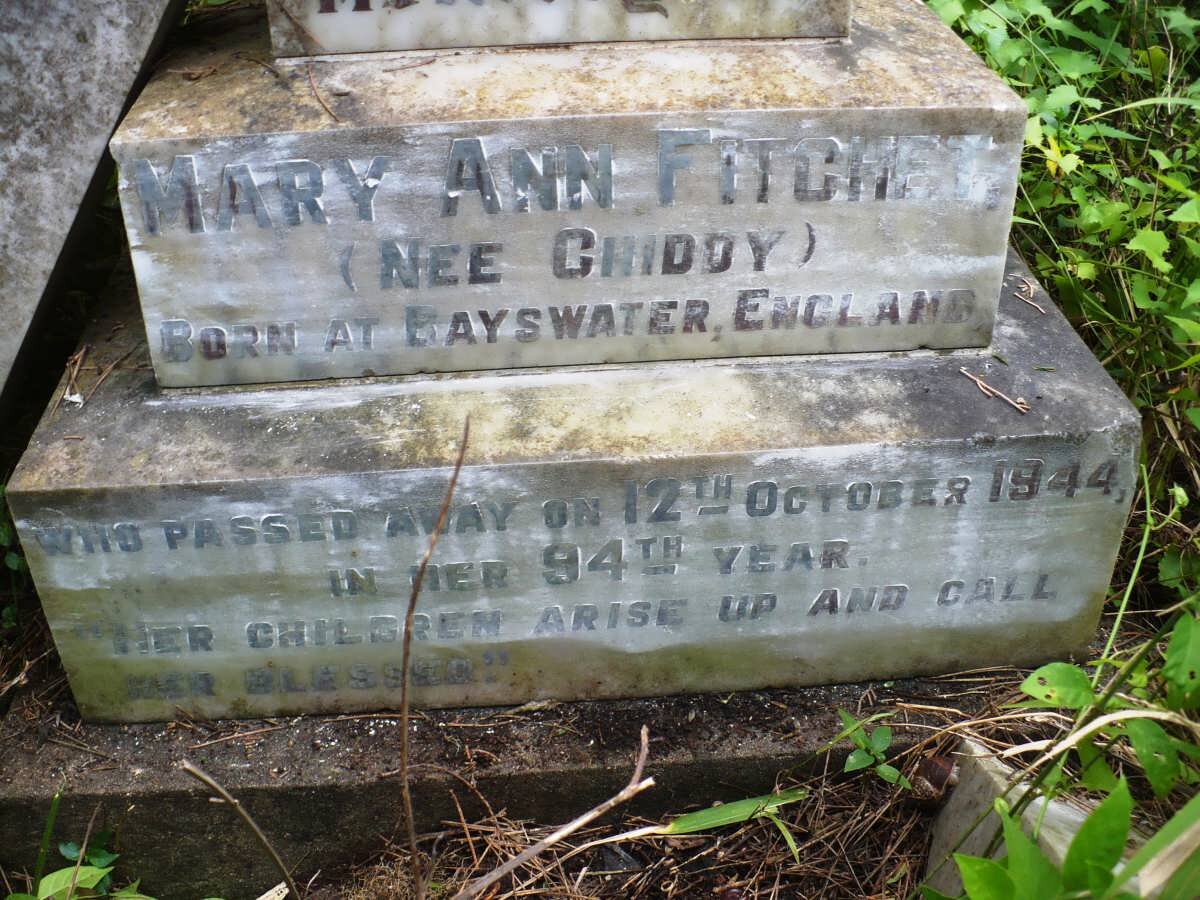 MARY ANN FITCHET,
(NEE CHIDDY)
BORN AT BAYSWATER, ENGLAND
WHO PASSED AWAY ON 12TH OCTOBER 1944,
IN HER 94TH YEAR.
"HER CHILDREN ARISE UP AND CALL
HER BLESSED."